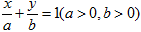 x/a + y/b = 1(a > 0, b > 0)